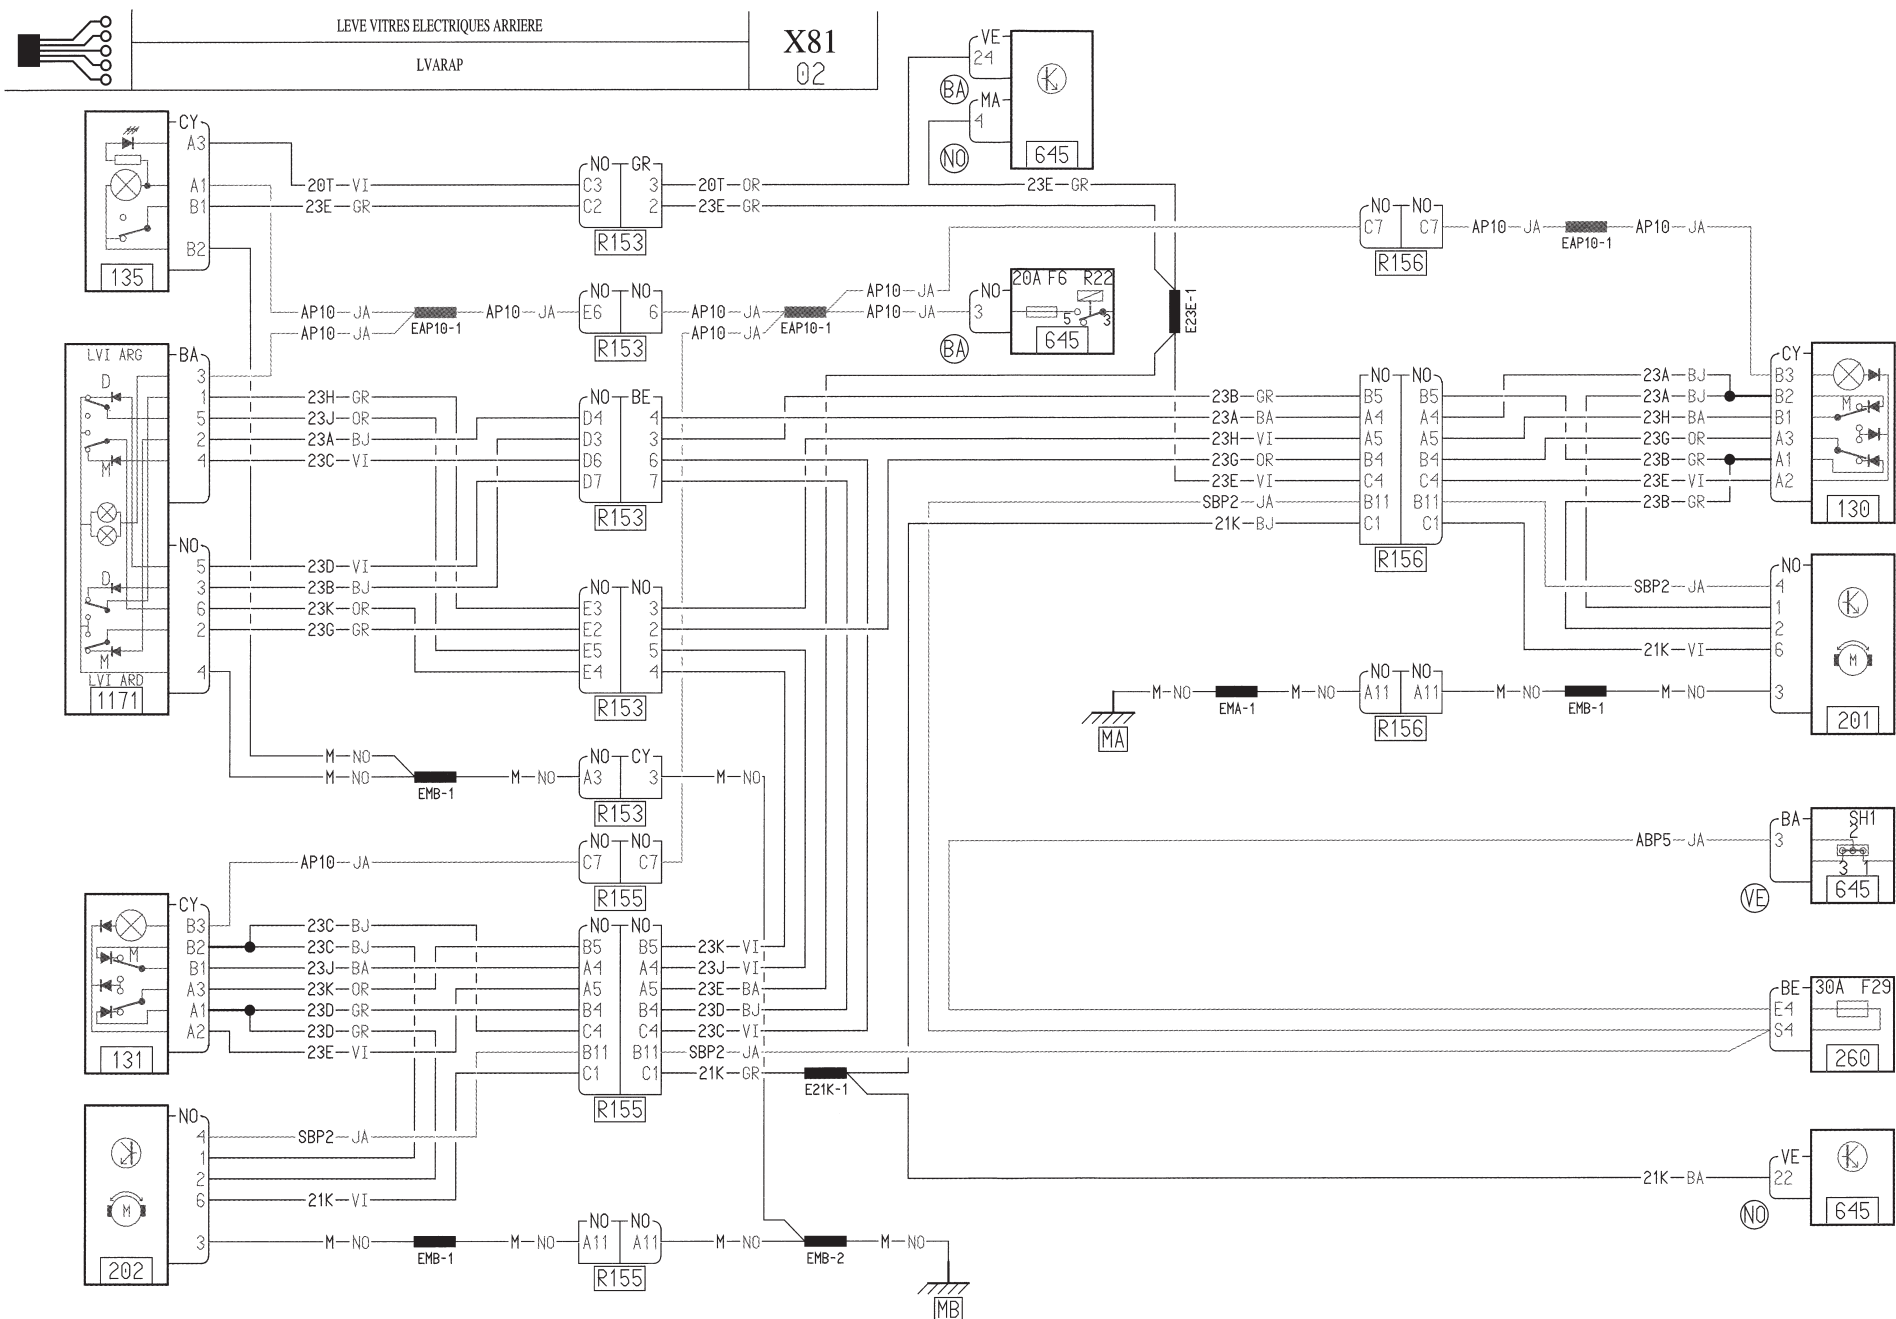 LEVE VITRES ELECTRIQUES ARRIERE
LVARAP
X81
02
VE
24
BA
MA
4
NO
645
CY
A3
A1
B1
B2
135
20T VI
23E GR
NO GR
C3 3
C2 2
R153
20T OR
23E GR
23E GR
NO NO
C7 C7
R156
AP10 JA
EAP10-1
AP10 JA
AP10 JA
AP10 JA
EAP10-1
AP10 JA
NO NO
E6 6
R153
AP10 JA
AP10 JA
EAP10-1
AP10 JA
AP10 JA
NO
3
BA
20A F6 R22
5 3
645
E23E-1
LVI ARG
D
M
D
M
LVI ARD
1171
BA
3
1
5
2
4
NO
5
3
6
2
4
23H GR
23J OR
23A BJ
23C VI
23D VI
23B BJ
23K OR
23G GR
NO BE
D4 4
D3 3
D6 6
D7 7
R153
NO NO
E3 3
E2 2
E5 5
E4 4
R153
23B GR
23A BA
23H VI
23G OR
23E VI
SBP2 JA
21K BJ
NO NO
B5 B5
A4 A4
A5 A5
B4 B4
C4 C4
B11 B11
C1 C1
R156
23A BJ
23A BJ
23H BA
23G OR
23B GR
23E VI
23B GR
CY
B3
B2
B1
A3
A1
A2
M
130
SBP2 JA
21K VI
NO
4
1
2
6
3
M
201
MA
M NO
EMA-1
M NO
NO NO
A11 A11
R156
M NO
EMB-1
M NO
M NO
M NO
EMB-1
M NO
NO CY
A3 3
R153
M NO
AP10 JA
NO NO
C7 C7
R155
ABP5 JA
BA
3
VE
SH1
2
3 1
645
CY
B3
B2
B1
A3
A1
A2
M
131
23C BJ
23C BJ
23J BA
23K OR
23D GR
23D GR
23E VI
NO NO
B5 B5
A4 A4
A5 A5
B4 B4
C4 C4
B11 B11
C1 C1
R155
23K VI
23J VI
23E BA
23D BJ
23C VI
SBP2 JA
21K GR
E21K-1
BE
E4
S4
30A F29
260
NO
4
1
2
6
3
M
202
SBP2 JA
21K VI
M NO
EMB-1
M NO
NO NO
A11 A11
R155
M NO
EMB-2
M NO
MB
21K BA
VE
22
NO
645